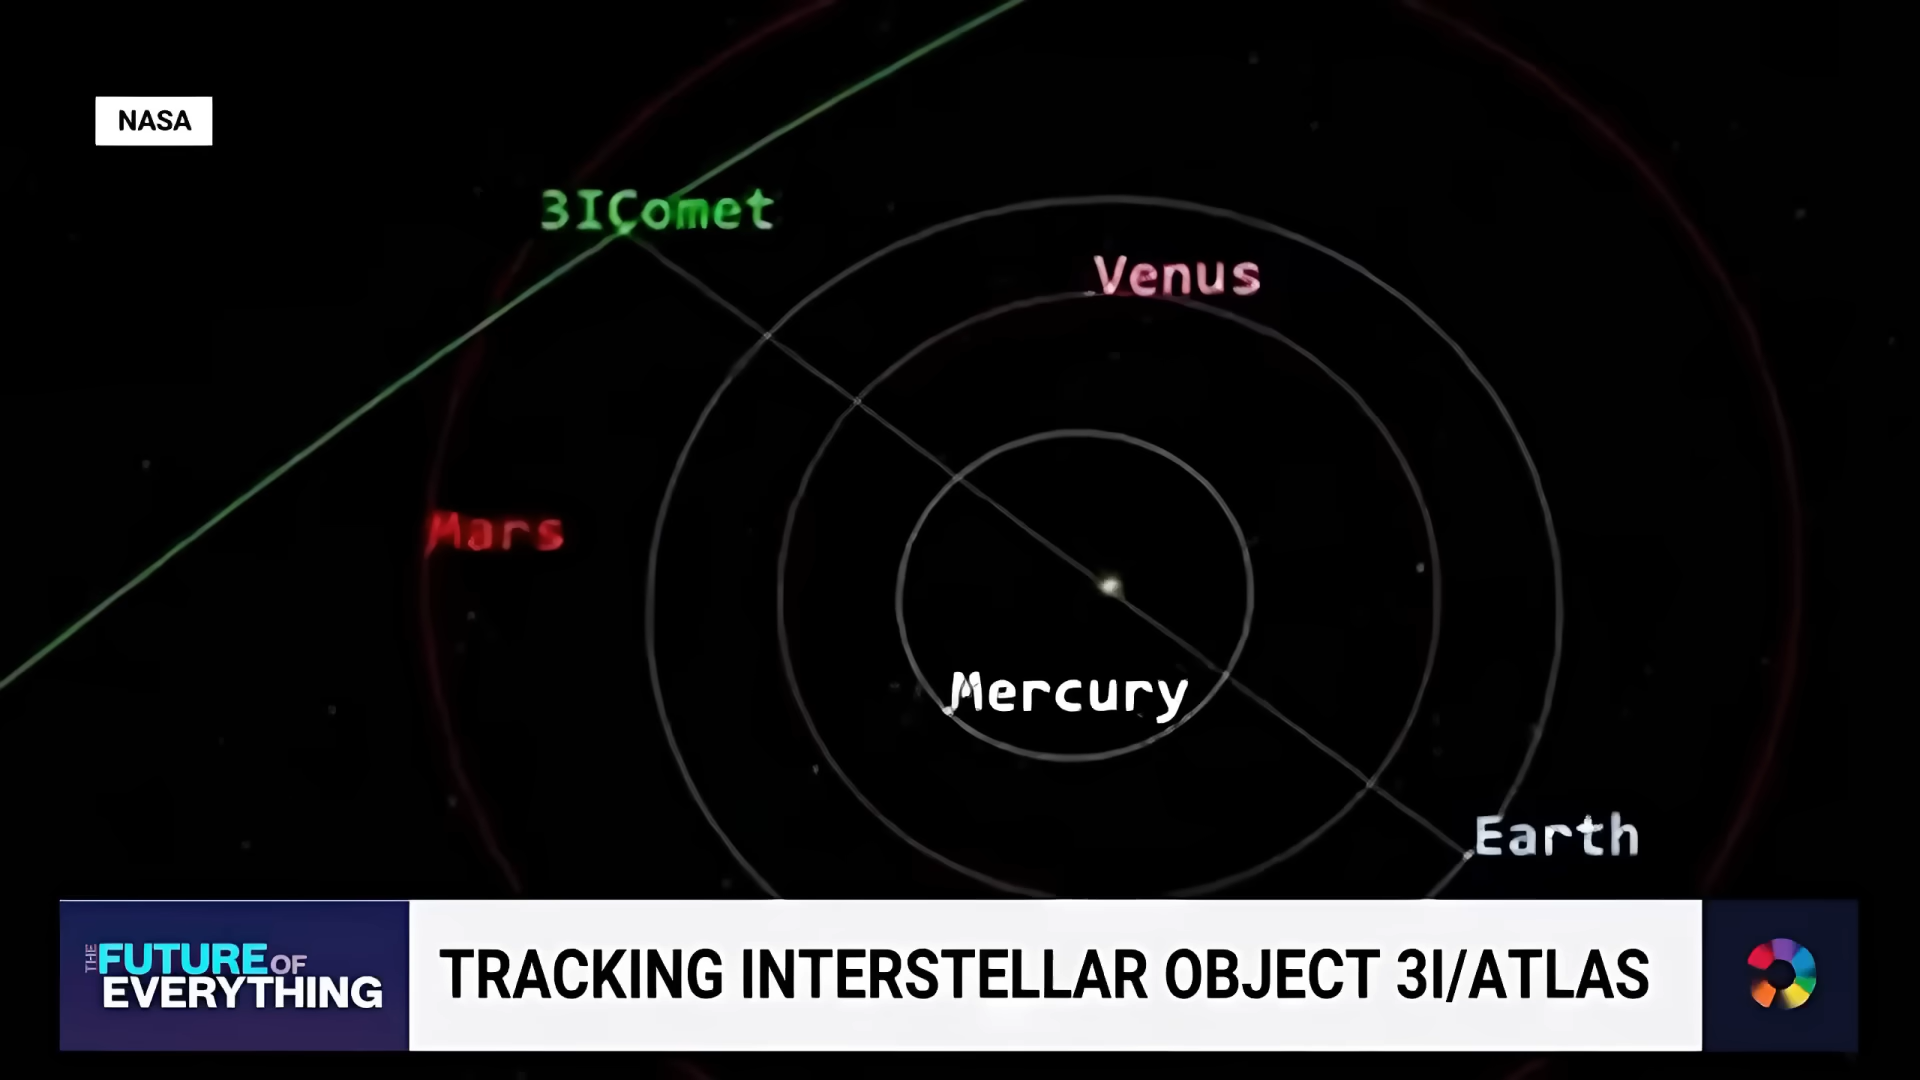 NASA
3IComet
Venus
Mars
Mercury
Earth
THE FUTURE OF
EVERYTHING
TRACKING INTERSTELLAR OBJECT 3I/ATLAS